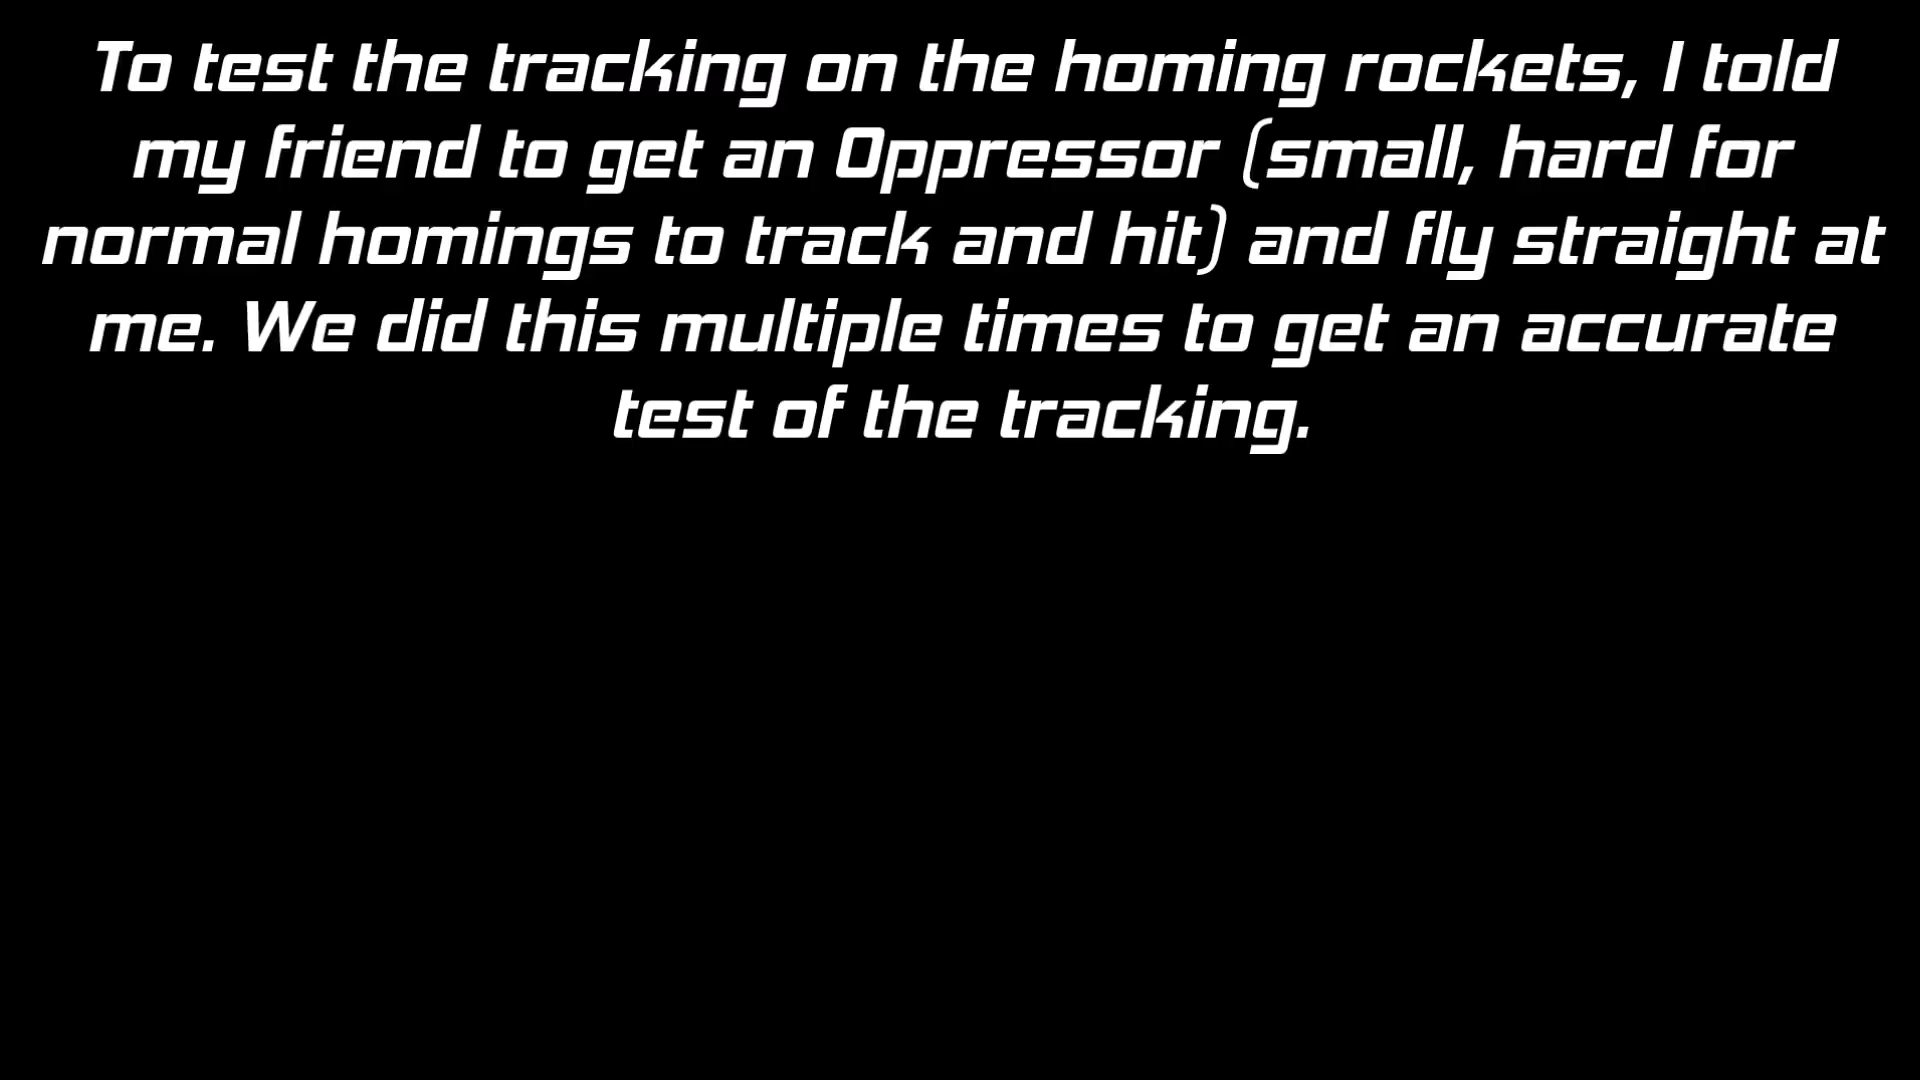 To test the tracking on the homing rockets, I told
my friend to get an Oppressor (small, hard for
normal homings to track and hit) and fly straight at
me. We did this multiple times to get an accurate
test of the tracking.